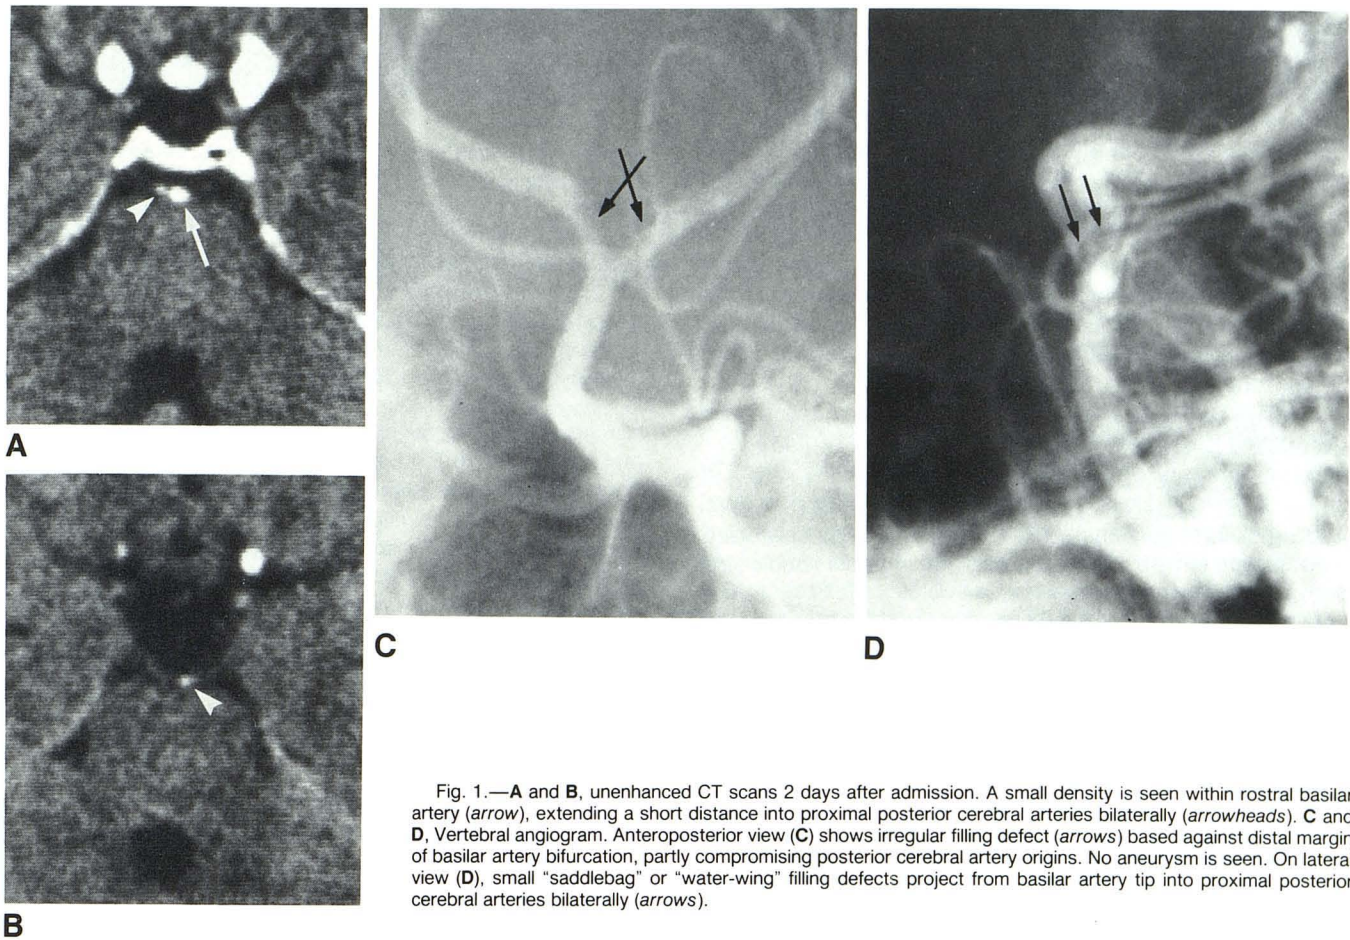 A
B
C
D
Fig. 1.—A and B, unenhanced CT scans 2 days after admission. A small density is seen within rostral basilar
artery (arrow), extending a short distance into proximal posterior cerebral arteries bilaterally (arrowheads). C and
D, Vertebral angiogram. Anteroposterior view (C) shows irregular filling defect (arrows) based against distal margin
of basilar artery bifurcation, partly compromising posterior cerebral artery origins. No aneurysm is seen. On lateral
view (D), small “saddlebag” or “water-wing” filling defects project from basilar artery tip into proximal posterior
cerebral arteries bilaterally (arrows).